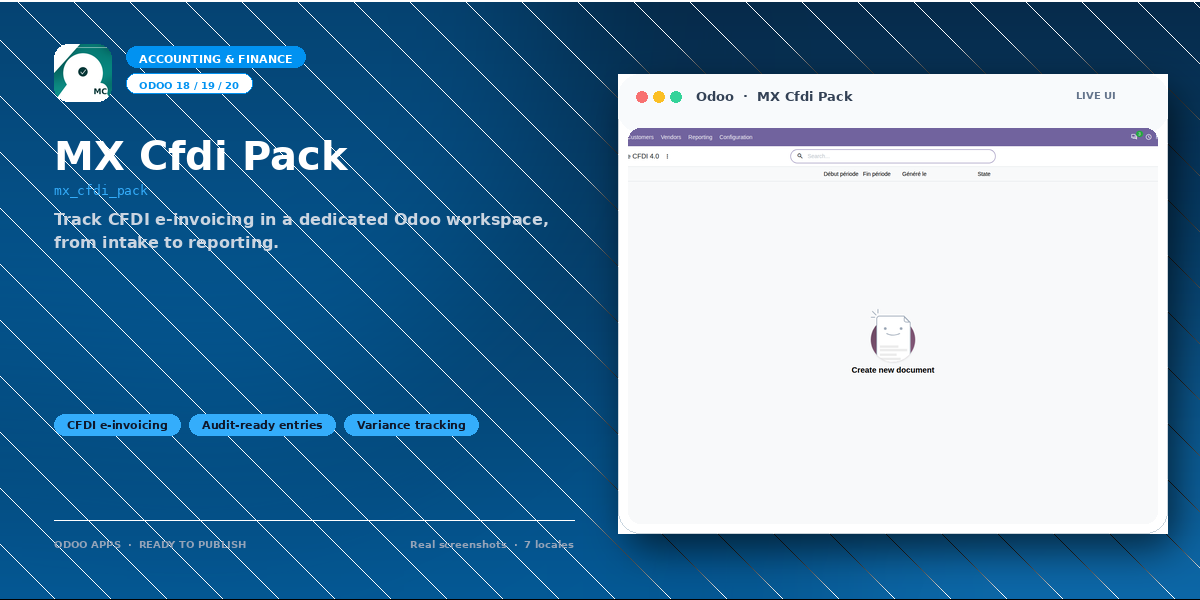 MC
ACCOUNTING & FINANCE
ODOO 18 / 19 / 20
MX Cfdi Pack
mx_cfdi_pack
Track CFDI e-invoicing in a dedicated Odoo workspace,
from intake to reporting.
CFDI e-invoicing
Audit-ready entries
Variance tracking
ODOO APPS · READY TO PUBLISH
Real screenshots · 7 locales
Odoo · MX Cfdi Pack
LIVE UI
ustomers Vendors Reporting Configuration
CFDI 4.0
Search...
Début période Fin période Généré le State
Create new document